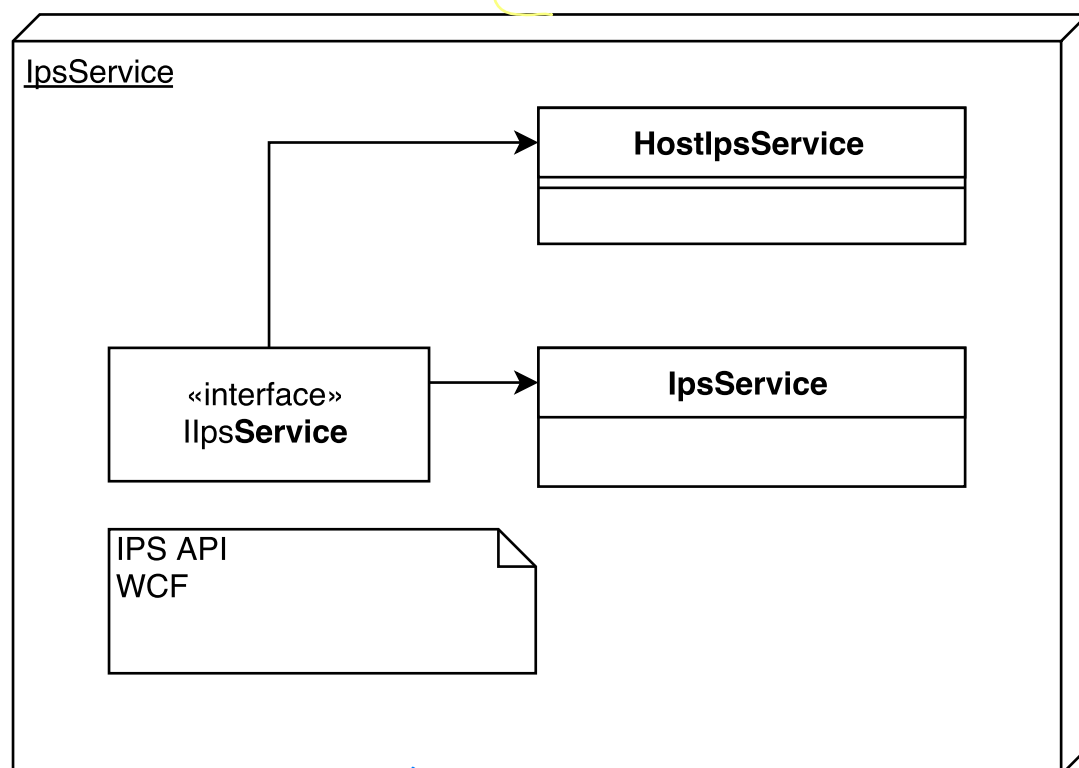 IpsService
HostIpsService
«interface»
IIpsService
IpsService
IPS API
WCF